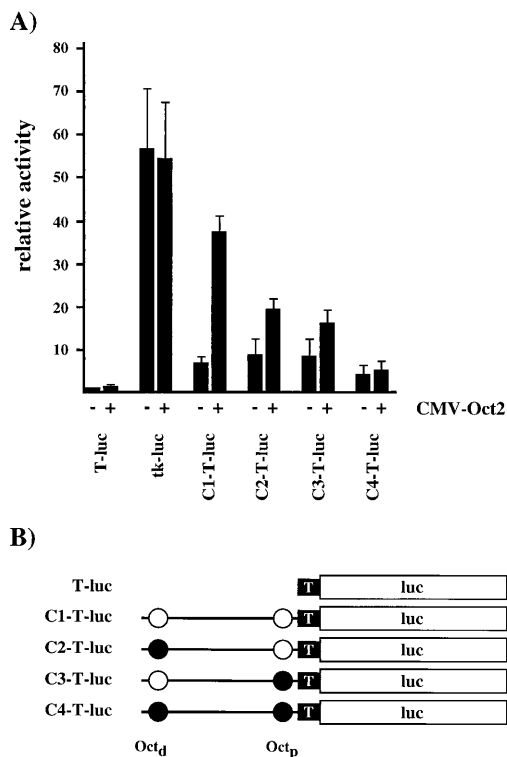 A)
relative activity
80
70
60
50
40
30
20
10
- + - + - + - + - + - + CMV-Oct2
T-luc
tk-luc
C1-T-luc
C2-T-luc
C3-T-luc
C4-T-luc
B)
T-luc T luc
C1-T-luc T luc
C2-T-luc T luc
C3-T-luc T luc
C4-T-luc T luc
Octd Octp